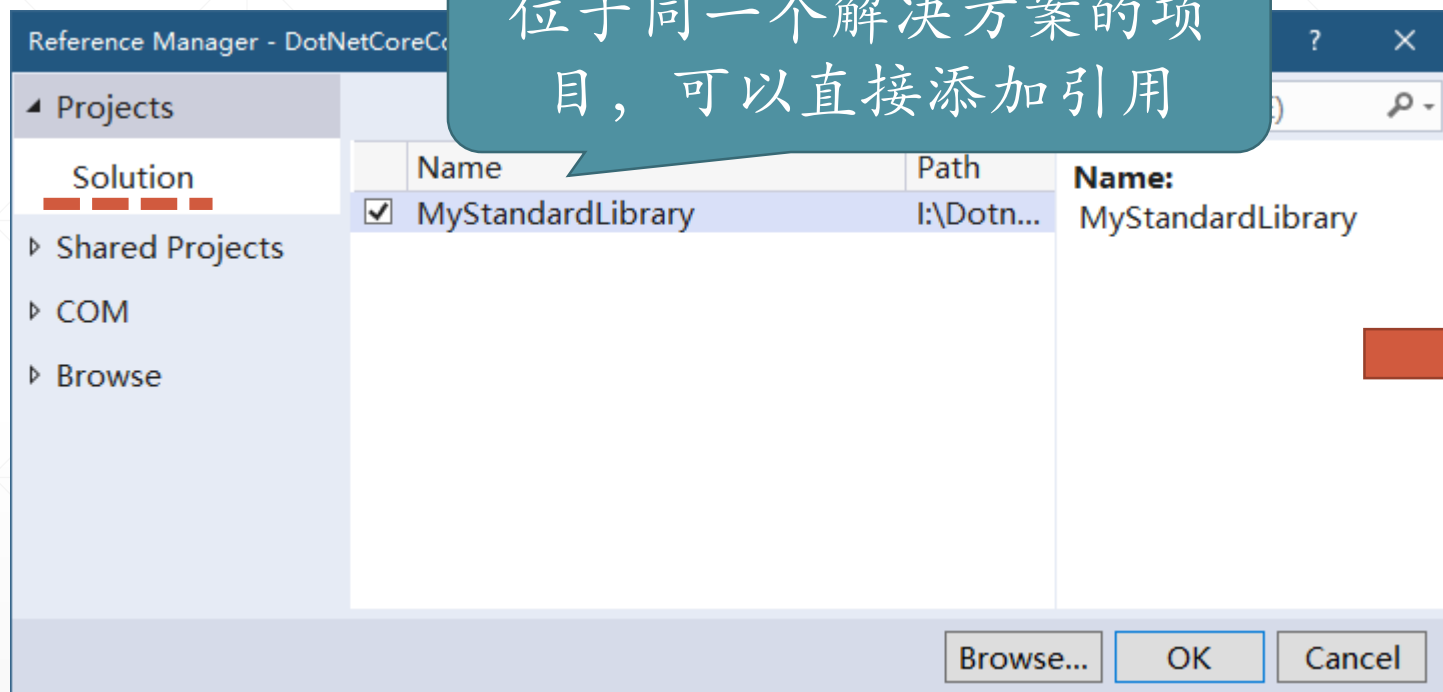 位于同一个解决方案的项
目，可以直接添加引用
Reference Manager - DotNetCoreCo
? ×
Projects
Solution
Shared Projects
COM
Browse
Name Path
MyStandardLibrary I:\Dotn...
Name:
MyStandardLibrary
Browse... OK Cancel